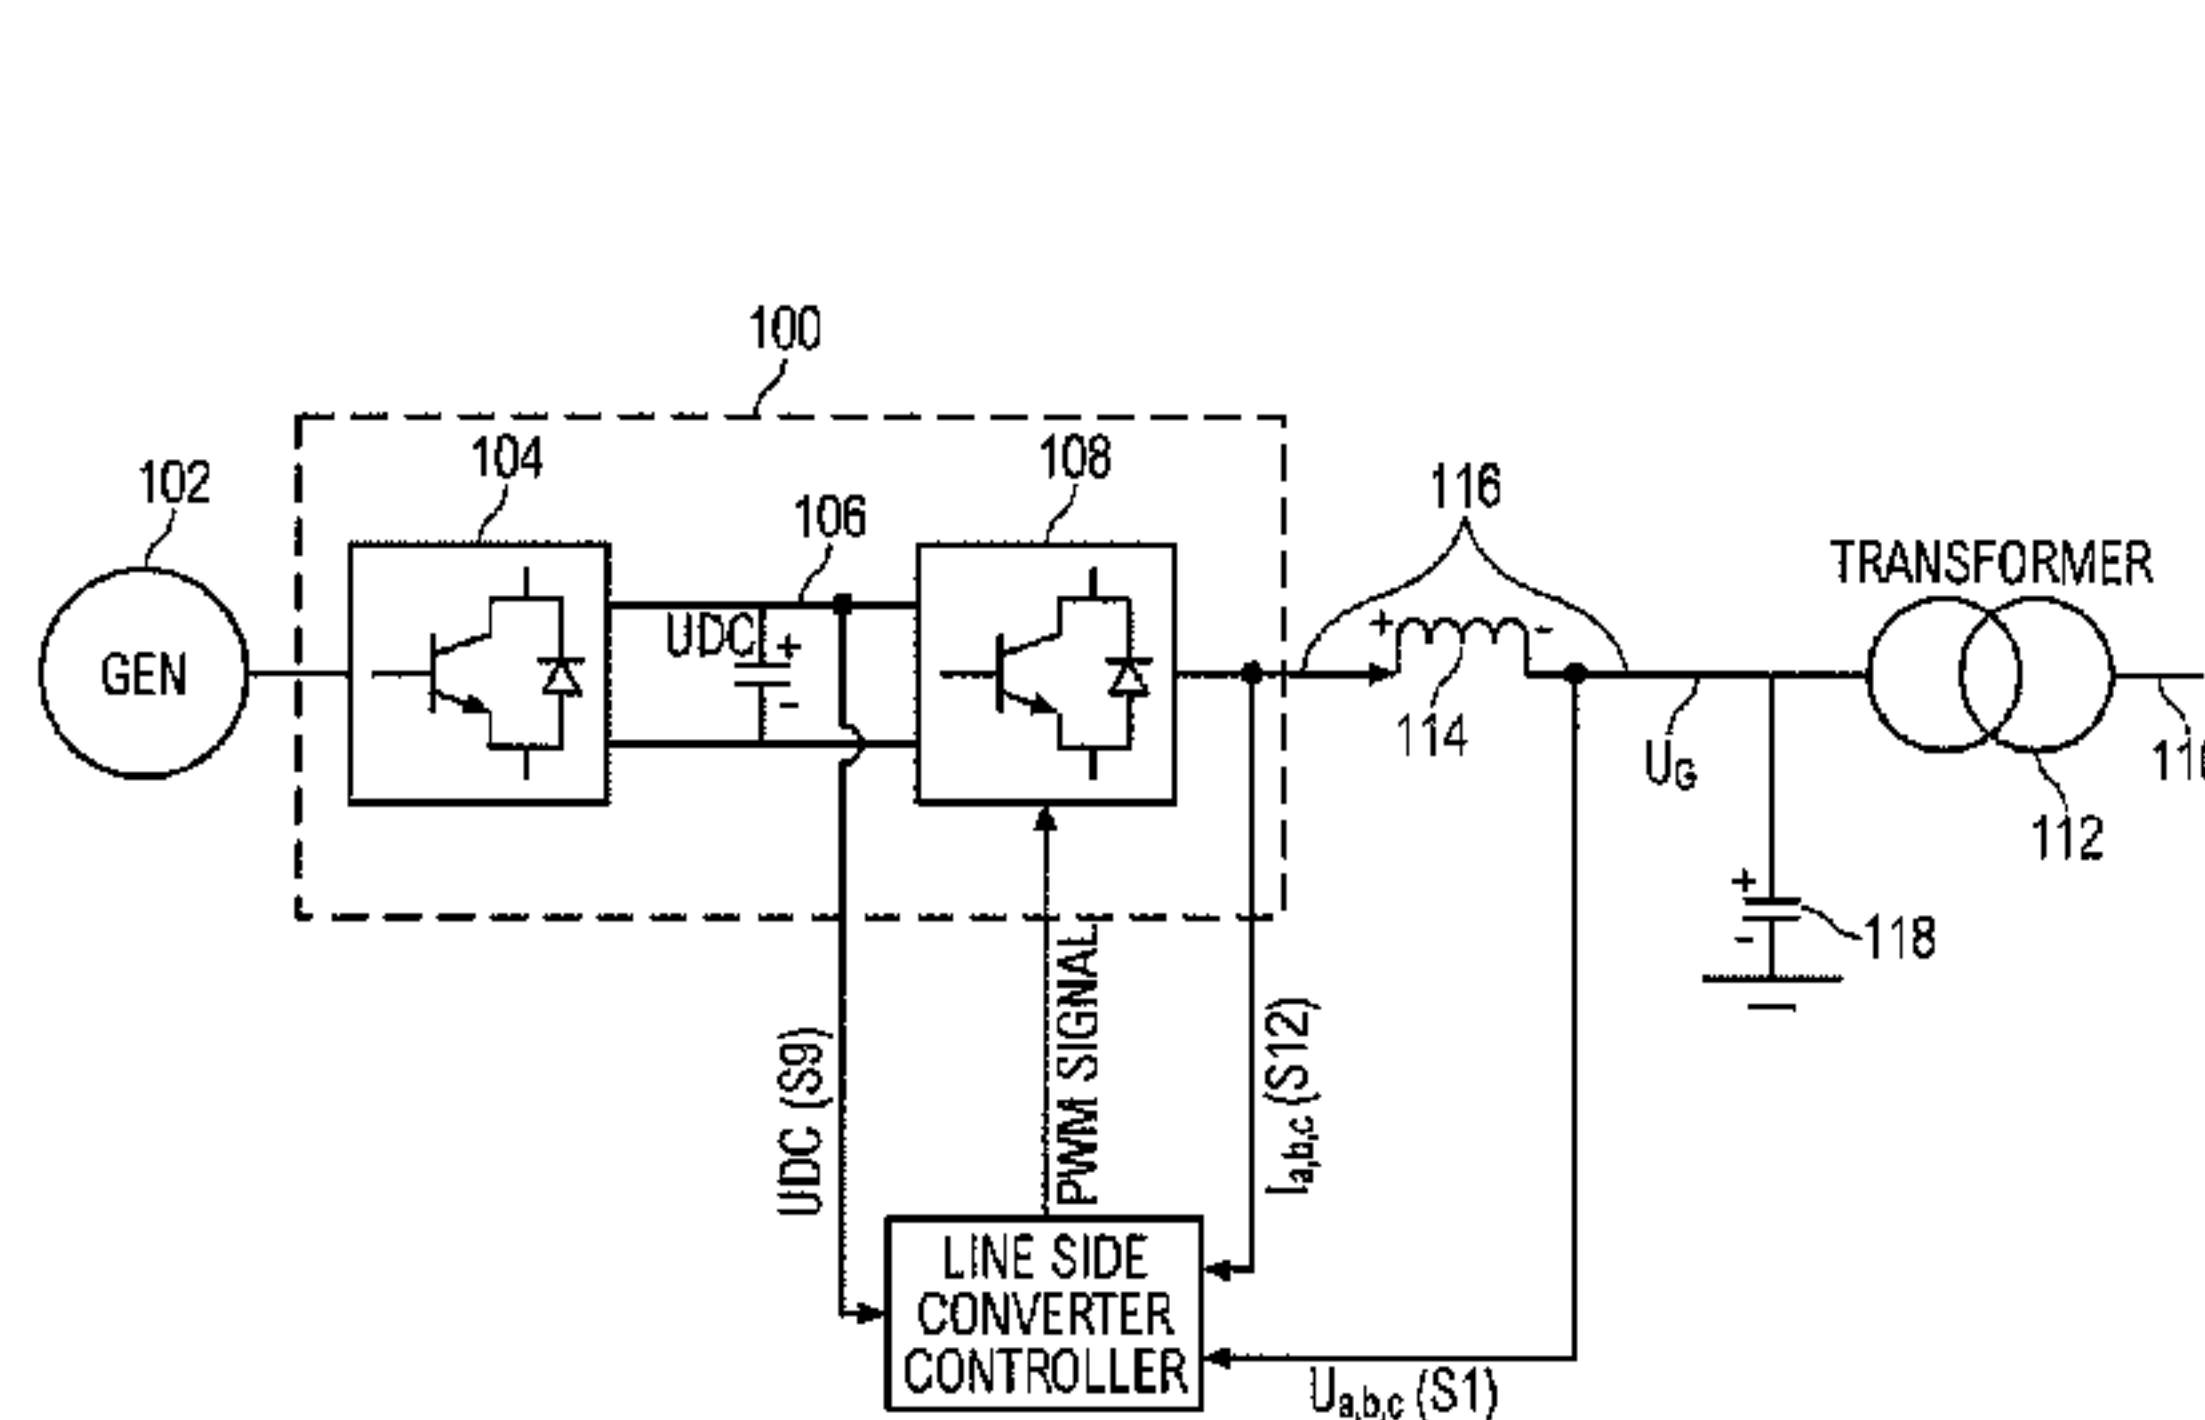 100
102
104
108
106
116
TRANSFORMER
UDC
+
-
+
-
GEN
114
UG
112
+
-
118
UDC (S9)
PWM SIGNAL
Ia,b,c (S12)
LINE SIDE
CONVERTER
CONTROLLER
Ua,b,c (S1)